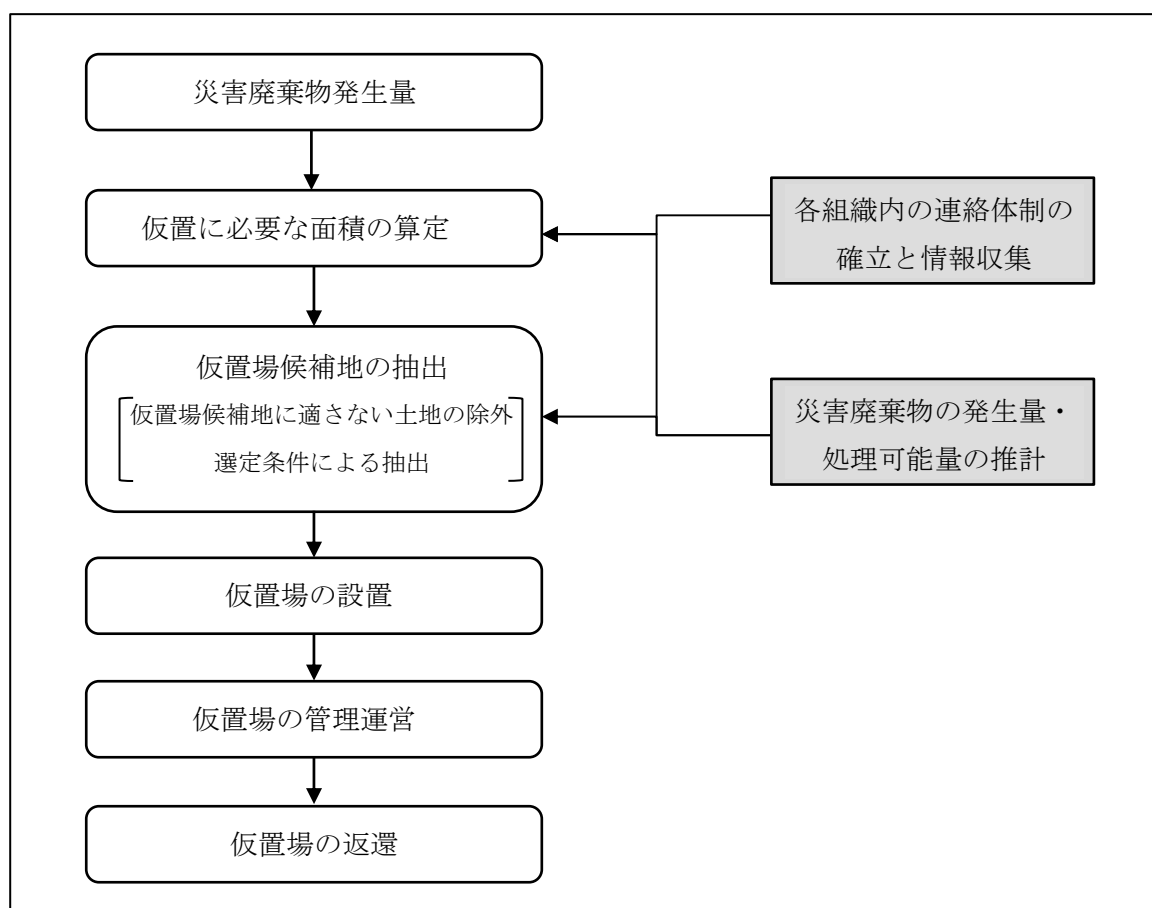 災害廃棄物発生量
仮置に必要な面積の算定
仮置場候補地の抽出
仮置場候補地に適さない土地の除外
選定条件による抽出
仮置場の設置
仮置場の管理運営
仮置場の返還
各組織内の連絡体制の
確立と情報収集
災害廃棄物の発生量・
処理可能量の推計